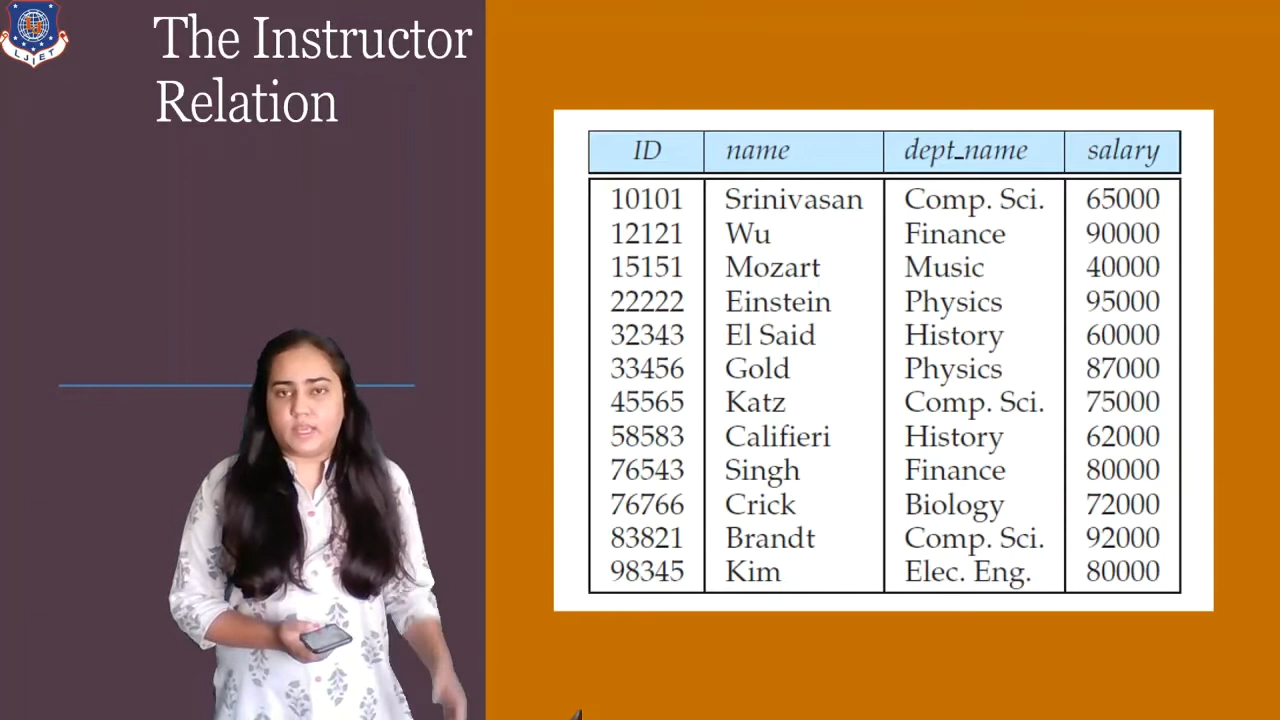 LJIET
The Instructor
Relation
ID name dept_name salary
10101 Srinivasan Comp. Sci. 65000
12121 Wu Finance 90000
15151 Mozart Music 40000
22222 Einstein Physics 95000
32343 El Said History 60000
33456 Gold Physics 87000
45565 Katz Comp. Sci. 75000
58583 Califieri History 62000
76543 Singh Finance 80000
76766 Crick Biology 72000
83821 Brandt Comp. Sci. 92000
98345 Kim Elec. Eng. 80000